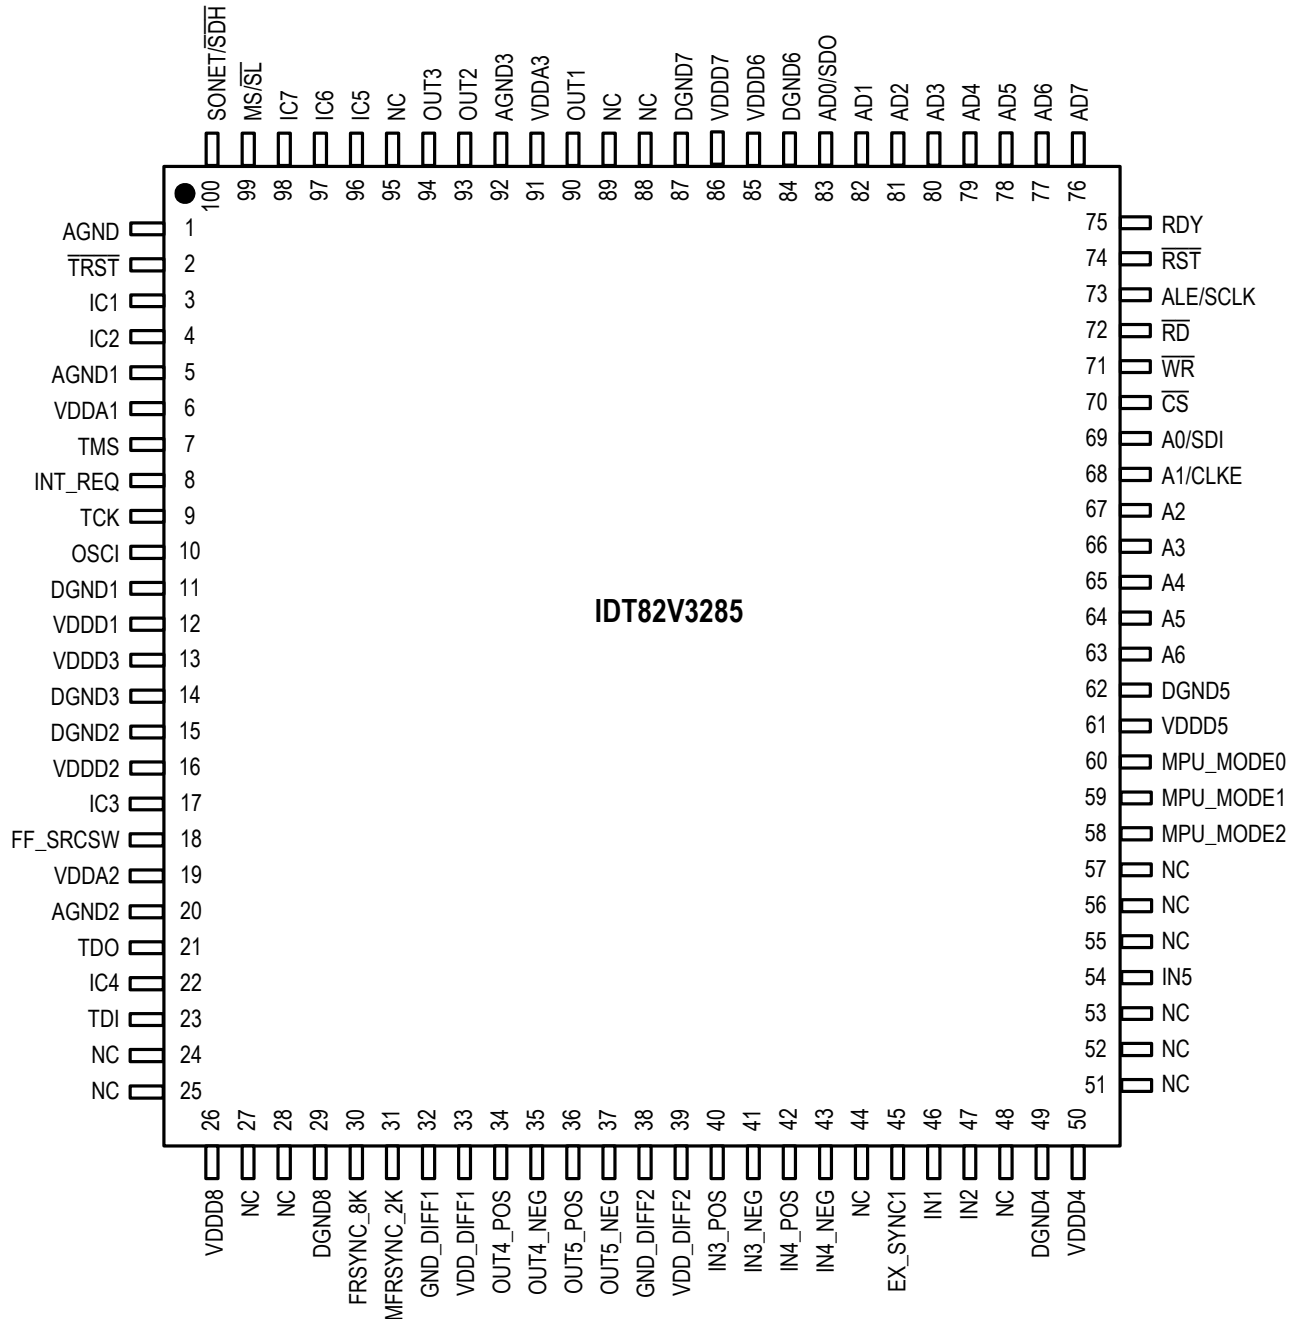 SONET/SDH
MS/SL
IC7
IC6
IC5
NC
OUT3
OUT2
AGND3
VDDA3
OUT1
NC
NC
DGND7
VDDD7
VDDD6
DGND6
AD0/SDO
AD1
AD2
AD3
AD4
AD5
AD6
AD7
100
99
98
97
96
95
94
93
92
91
90
89
88
87
86
85
84
83
82
81
80
79
78
77
76
AGND 1
TRST 2
IC1 3
IC2 4
AGND1 5
VDDA1 6
TMS 7
INT_REQ 8
TCK 9
OSCI 10
DGND1 11
VDDD1 12
VDDD3 13
DGND3 14
DGND2 15
VDDD2 16
IC3 17
FF_SRCSW 18
VDDA2 19
AGND2 20
TDO 21
IC4 22
TDI 23
NC 24
NC 25
IDT82V3285
75 RDY
74 RST
73 ALE/SCLK
72 RD
71 WR
70 CS
69 A0/SDI
68 A1/CLKE
67 A2
66 A3
65 A4
64 A5
63 A6
62 DGND5
61 VDDD5
60 MPU_MODE0
59 MPU_MODE1
58 MPU_MODE2
57 NC
56 NC
55 NC
54 IN5
53 NC
52 NC
51 NC
26
27
28
29
30
31
32
33
34
35
36
37
38
39
40
41
42
43
44
45
46
47
48
49
50
VDDD8
NC
NC
DGND8
FRSYNC_8K
MFRSYNC_2K
GND_DIFF1
VDD_DIFF1
OUT4_POS
OUT4_NEG
OUT5_POS
OUT5_NEG
GND_DIFF2
VDD_DIFF2
IN3_POS
IN3_NEG
IN4_POS
IN4_NEG
NC
EX_SYNC1
IN1
IN2
NC
DGND4
VDDD4